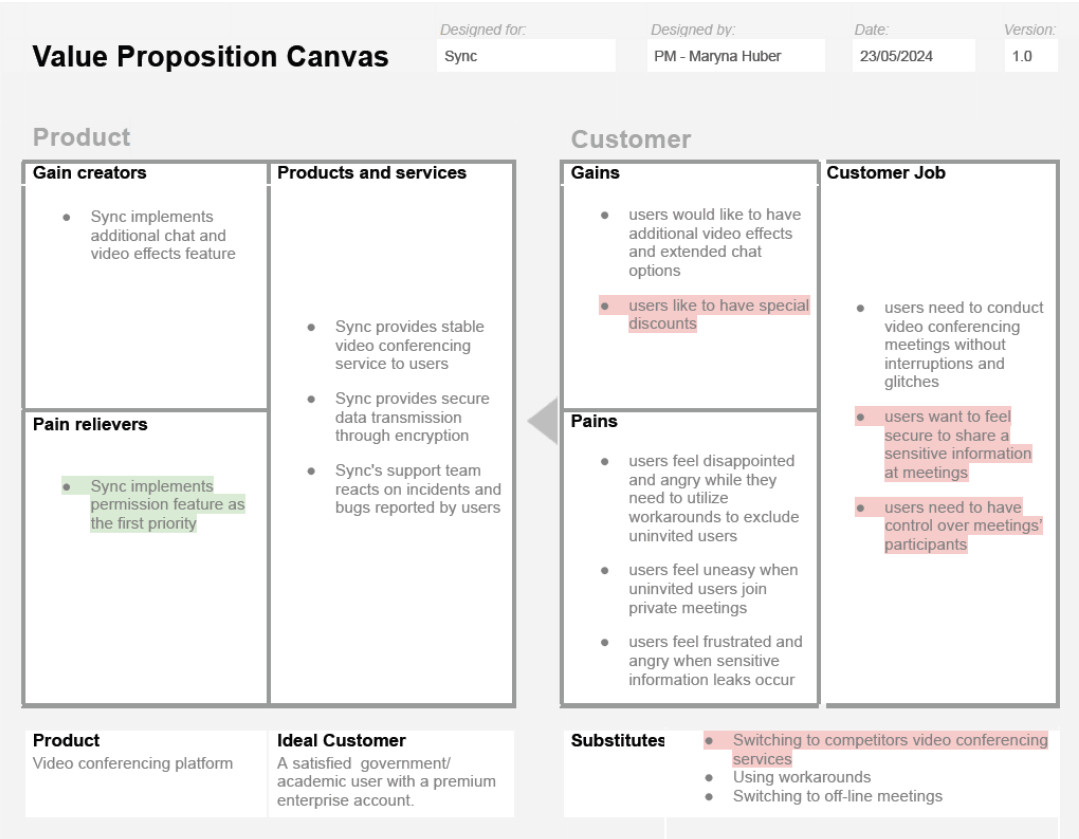 Value Proposition Canvas
Designed for:
Sync
Designed by:
PM - Maryna Huber
Date:
23/05/2024
Version:
1.0
Product
Gain creators
● Sync implements
additional chat and
video effects feature
Products and services
● Sync provides stable
video conferencing
service to users
● Sync provides secure
data transmission
through encryption
● Sync's support team
reacts on incidents and
bugs reported by users
Pain relievers
● Sync implements
permission feature as
the first priority
Customer
Gains
● users would like to have
additional video effects
and extended chat
options
● users like to have special
discounts
Pains
● users feel disappointed
and angry while they
need to utilize
workarounds to exclude
uninvited users
● users feel uneasy when
uninvited users join
private meetings
● users feel frustrated and
angry when sensitive
information leaks occur
Customer Job
● users need to conduct
video conferencing
meetings without
interruptions and
glitches
● users want to feel
secure to share a
sensitive information
at meetings
● users need to have
control over meetings'
participants
Product
Video conferencing platform
Ideal Customer
A satisfied government/
academic user with a premium
enterprise account.
Substitutes
● Switching to competitors video conferencing
services
● Using workarounds
● Switching to off-line meetings